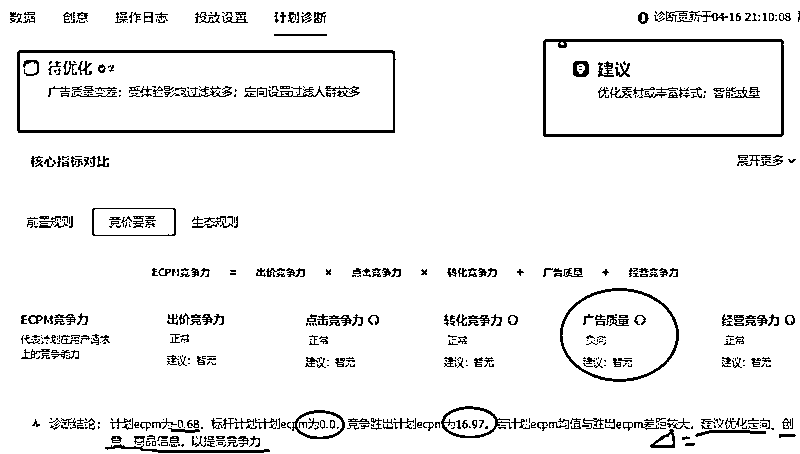 数据 创意 操作日志 投放设置 计划诊断 诊断更新于04-16 21:10:08
待优化
广告质量变差；受体验影响过滤较多；定向设置过滤人群较多
建议
优化素材或丰富样式；智能放量
核心指标对比 展开更多
前置规则 竞价要素 生态规则
ECPM竞争力 = 出价竞争力 × 点击竞争力 × 转化竞争力 + 广告质量 + 经营竞争力
ECPM竞争力 出价竞争力 点击竞争力 转化竞争力 广告质量 经营竞争力
代表计划在用户请求上的竞争能力 正常 正常 正常 负向 正常
建议：暂无 建议：暂无 建议：暂无 建议：暂无 建议：暂无
诊断结论： 计划ecpm为-0.68，标杆计划计划ecpm为0.0，竞争胜出计划ecpm为16.97，计划ecpm均值与胜出ecpm差距较大，建议优化定向、创
意、商品信息，以提高竞争力